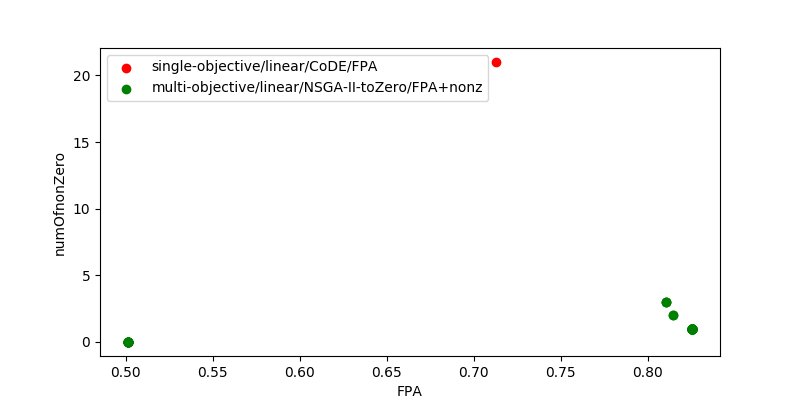 single-objective/linear/CoDE/FPA
multi-objective/linear/NSGA-II-toZero/FPA+nonz
20
15
10
5
0
numOfnonZero
0.50 0.55 0.60 0.65 0.70 0.75 0.80
FPA